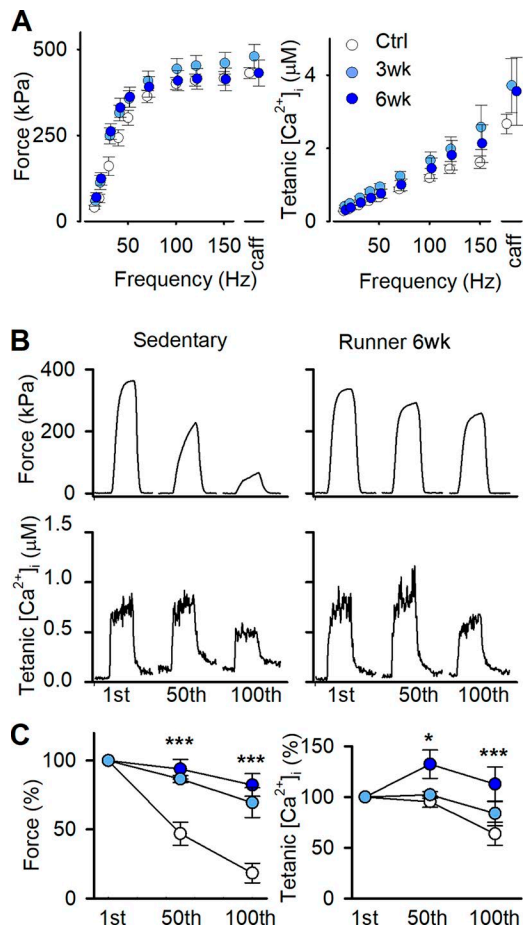 A
Force (kPa)
500
250
0
50
100
150
caff
Frequency (Hz)
Ctrl
3wk
6wk
Tetanic [Ca²⁺]i (μM)
4
2
0
50
100
150
caff
Frequency (Hz)
B
Sedentary
Runner 6wk
Force (kPa)
400
200
0
Tetanic [Ca²⁺]i (μM)
1.5
1.0
0.5
0.0
1st
50th
100th
1st
50th
100th
C
Force (%)
100
50
0
***
***
1st
50th
100th
Tetanic [Ca²⁺]i (%)
150
100
50
0
*
***
1st
50th
100th